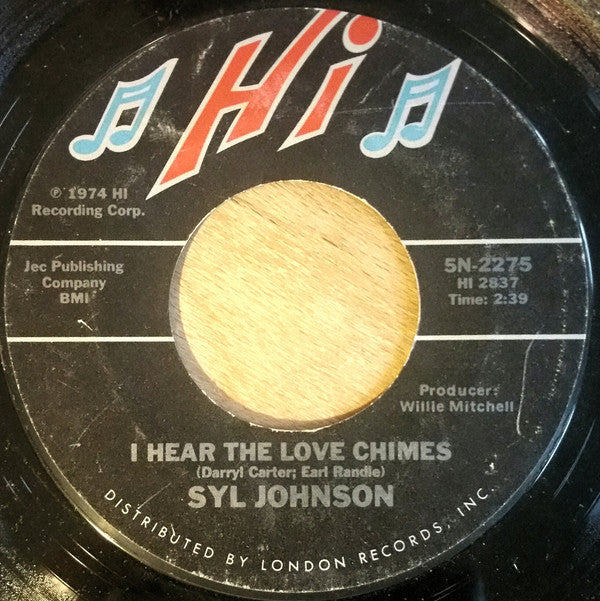 Hi
℗ 1974 HI
Recording Corp.
Jec Publishing
Company
BMI
5N-2275
HI 2837
Time: 2:39
Producer:
Willie Mitchell
I HEAR THE LOVE CHIMES
(Darryl Carter; Earl Randle)
SYL JOHNSON
DISTRIBUTED BY LONDON RECORDS, INC.